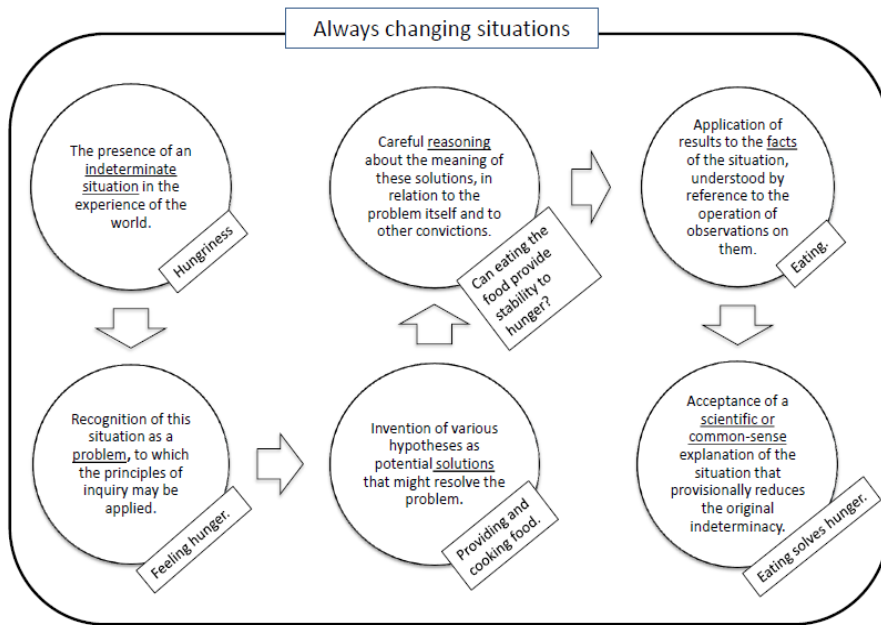 Always changing situations
The presence of an
indeterminate
situation in the
experience of the
world.
Hungriness
Recognition of this
situation as a
problem, to which
the principles of
inquiry may be
applied.
Feeling hunger.
Invention of various
hypotheses as
potential solutions
that might resolve the
problem.
Providing and
cooking food.
Careful reasoning
about the meaning of
these solutions, in
relation to the
problem itself and to
other convictions.
Can eating the
food provide
stability to
hunger?
Application of
results to the facts
of the situation,
understood by
reference to the
operation of
observations on
them.
Eating.
Acceptance of a
scientific or
common-sense
explanation of the
situation that
provisionally reduces
the original
indeterminacy.
Eating solves hunger.